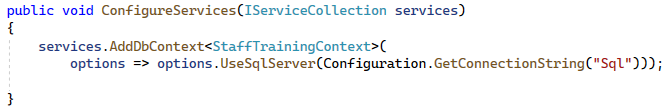 public void ConfigureServices(IServiceCollection services)
{
    services.AddDbContext<StaffTrainingContext>(
        options => options.UseSqlServer(Configuration.GetConnectionString("Sql")));
}